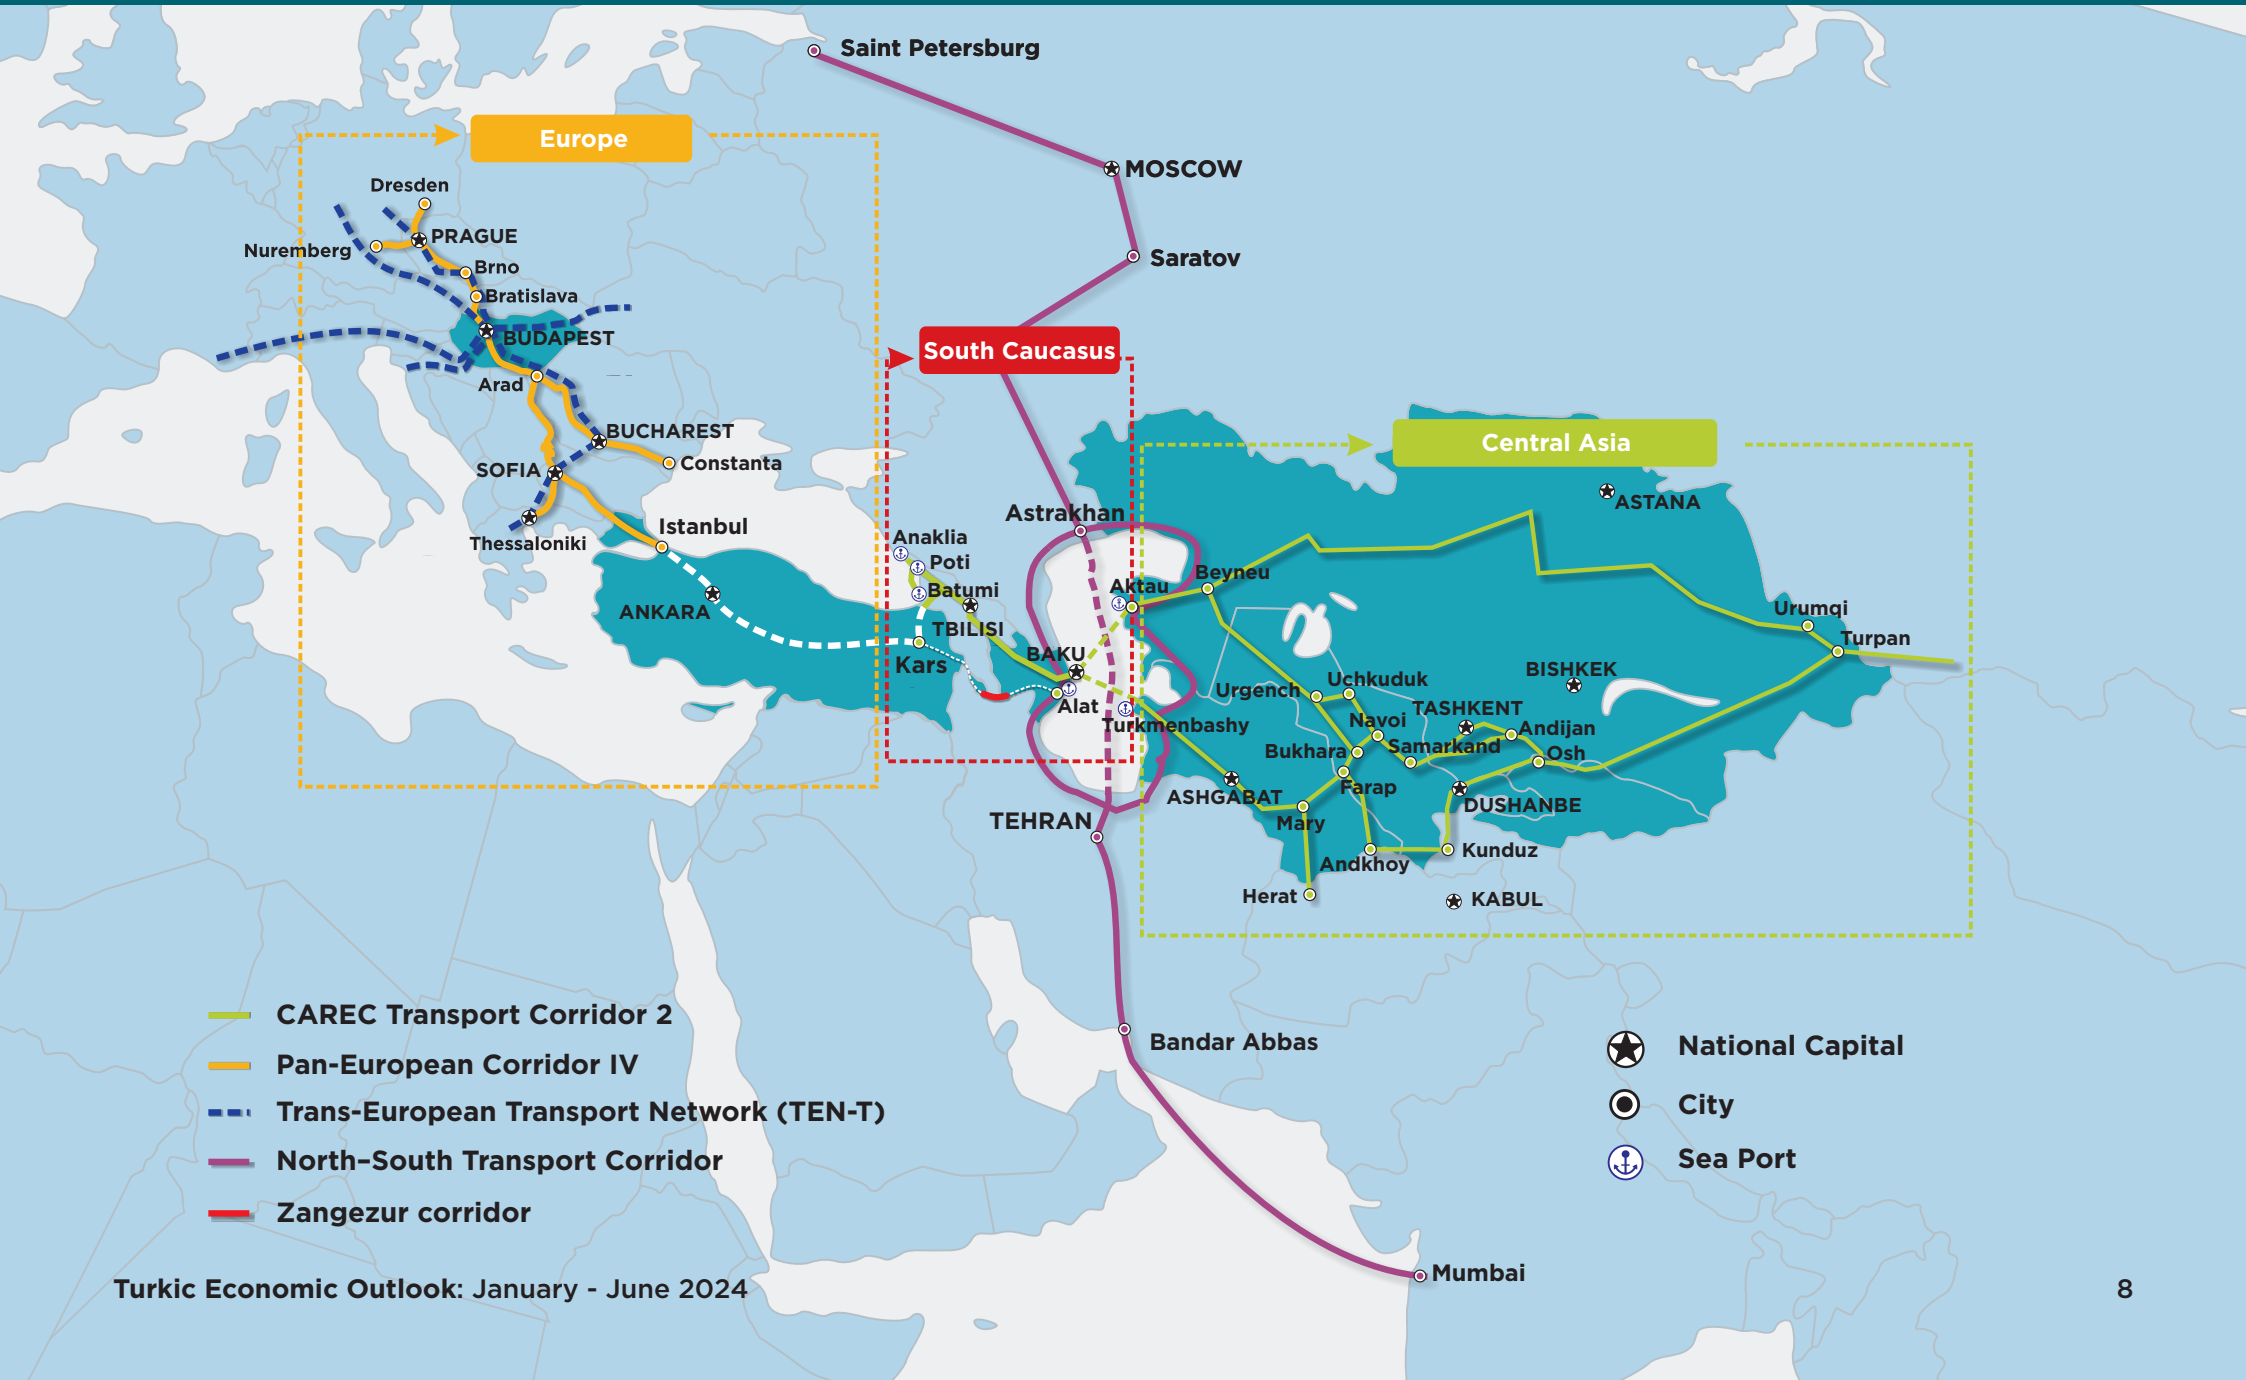 Saint Petersburg
MOSCOW
Saratov
Europe
Dresden
PRAGUE
Nuremberg
Brno
Bratislava
BUDAPEST
Arad
BUCHAREST
Constanta
SOFIA
Thessaloniki
Istanbul
ANKARA
South Caucasus
Astrakhan
Anaklia
Poti
Batumi
TBILISI
Kars
BAKU
Alat
Aktau
Turkmenbashy
TEHRAN
Central Asia
ASTANA
Beyneu
Urumqi
Turpan
BISHKEK
Urgench
Uchkuduk
TASHKENT
Navoi
Andijan
Bukhara
Samarkand
Osh
Farap
ASHGABAT
DUSHANBE
Mary
Andkhoy
Kunduz
Herat
KABUL
Bandar Abbas
Mumbai
CAREC Transport Corridor 2
Pan-European Corridor IV
Trans-European Transport Network (TEN-T)
North–South Transport Corridor
Zangezur corridor
National Capital
City
Sea Port
Turkic Economic Outlook: January - June 2024
8